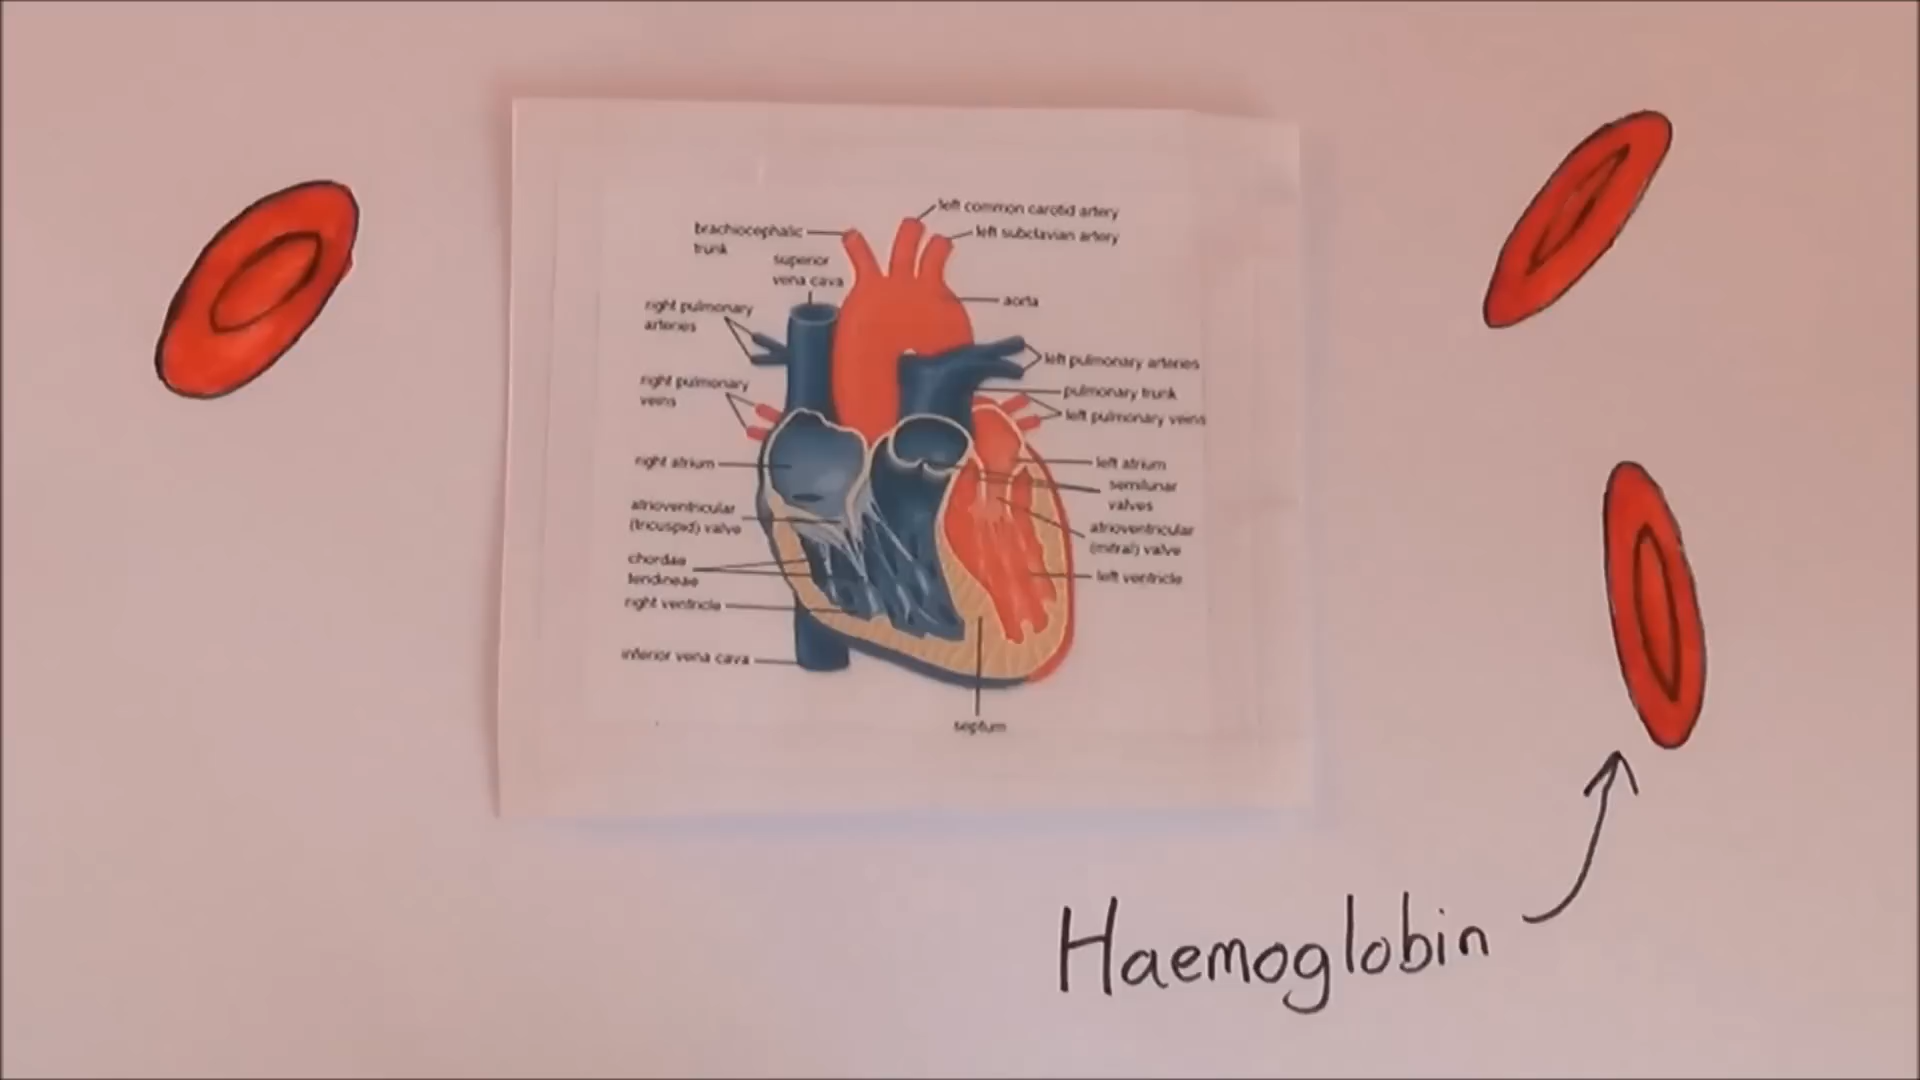 left common carotid artery
brachiocephalic
trunk
left subclavian artery
superior
vena cava
right pulmonary
arteries
aorta
left pulmonary arteries
right pulmonary
veins
pulmonary trunk
left pulmonary veins
right atrium
left atrium
semilunar
valves
atrioventricular
(tricuspid) valve
atrioventricular
(mitral) valve
chordae
tendineae
left ventricle
right ventricle
inferior vena cava
septum
Haemoglobin